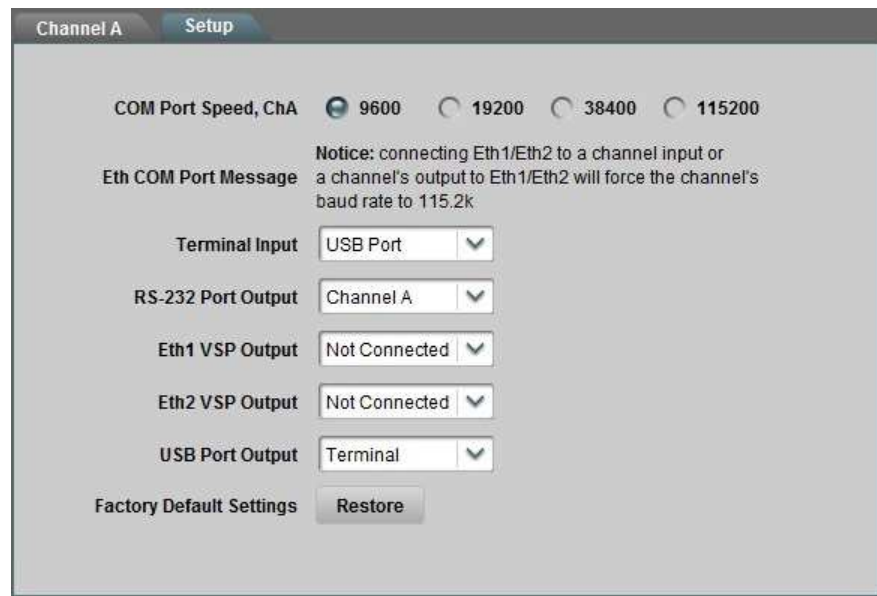 Channel A Setup
COM Port Speed, ChA 9600 19200 38400 115200
Notice: connecting Eth1/Eth2 to a channel input or
Eth COM Port Message a channel's output to Eth1/Eth2 will force the channel's
baud rate to 115.2k
Terminal Input USB Port
RS-232 Port Output Channel A
Eth1 VSP Output Not Connected
Eth2 VSP Output Not Connected
USB Port Output Terminal
Factory Default Settings Restore